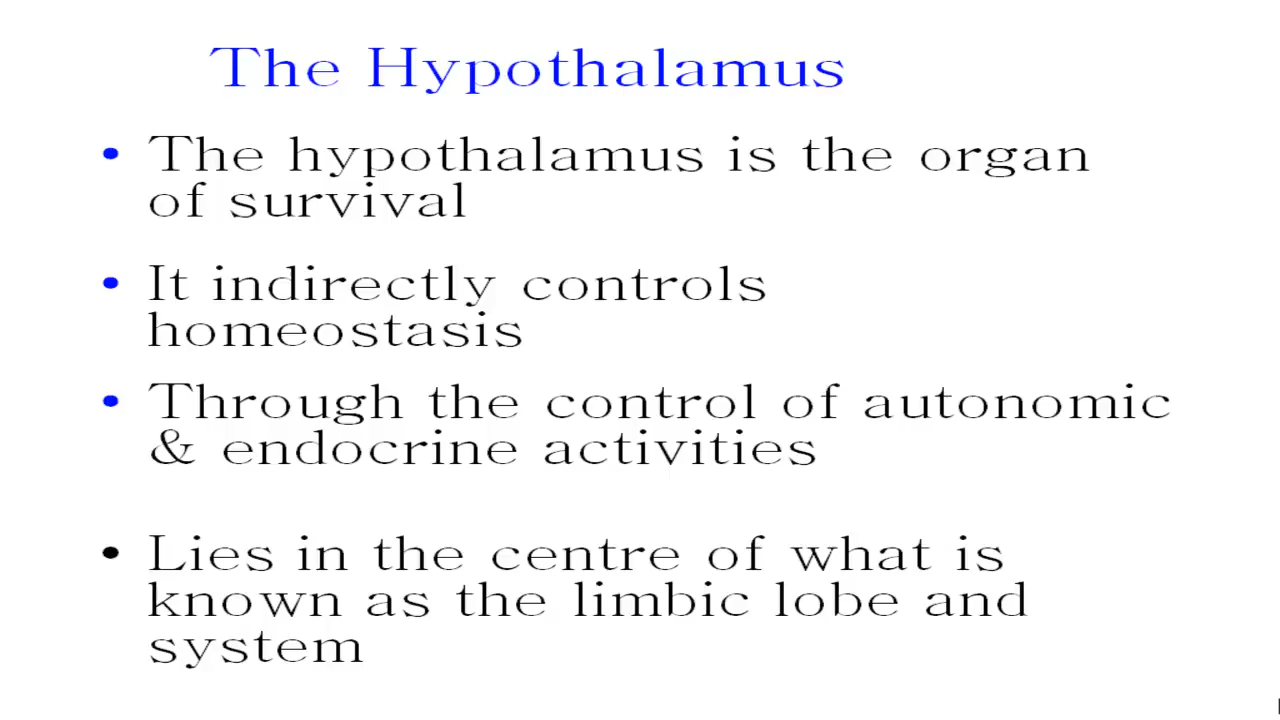 The Hypothalamus
• The hypothalamus is the organ
of survival
• It indirectly controls
homeostasis
• Through the control of autonomic
& endocrine activities
• Lies in the centre of what is
known as the limbic lobe and
system